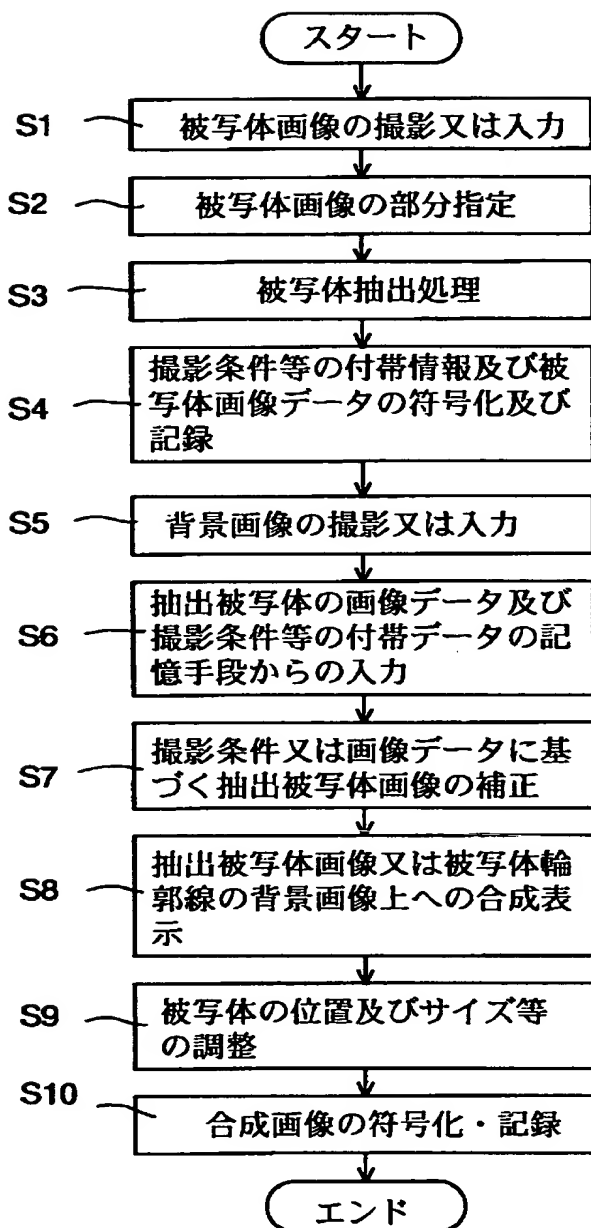 スタート
S1
被写体画像の撮影又は入力
S2
被写体画像の部分指定
S3
被写体抽出処理
S4
撮影条件等の付帯情報及び被
写体画像データの符号化及び
記録
S5
背景画像の撮影又は入力
S6
抽出被写体の画像データ及び
撮影条件等の付帯データの記
憶手段からの入力
S7
撮影条件又は画像データに基
づく抽出被写体画像の補正
S8
抽出被写体画像又は被写体輪
郭線の背景画像上への合成表
示
S9
被写体の位置及びサイズ等
の調整
S10
合成画像の符号化・記録
エンド